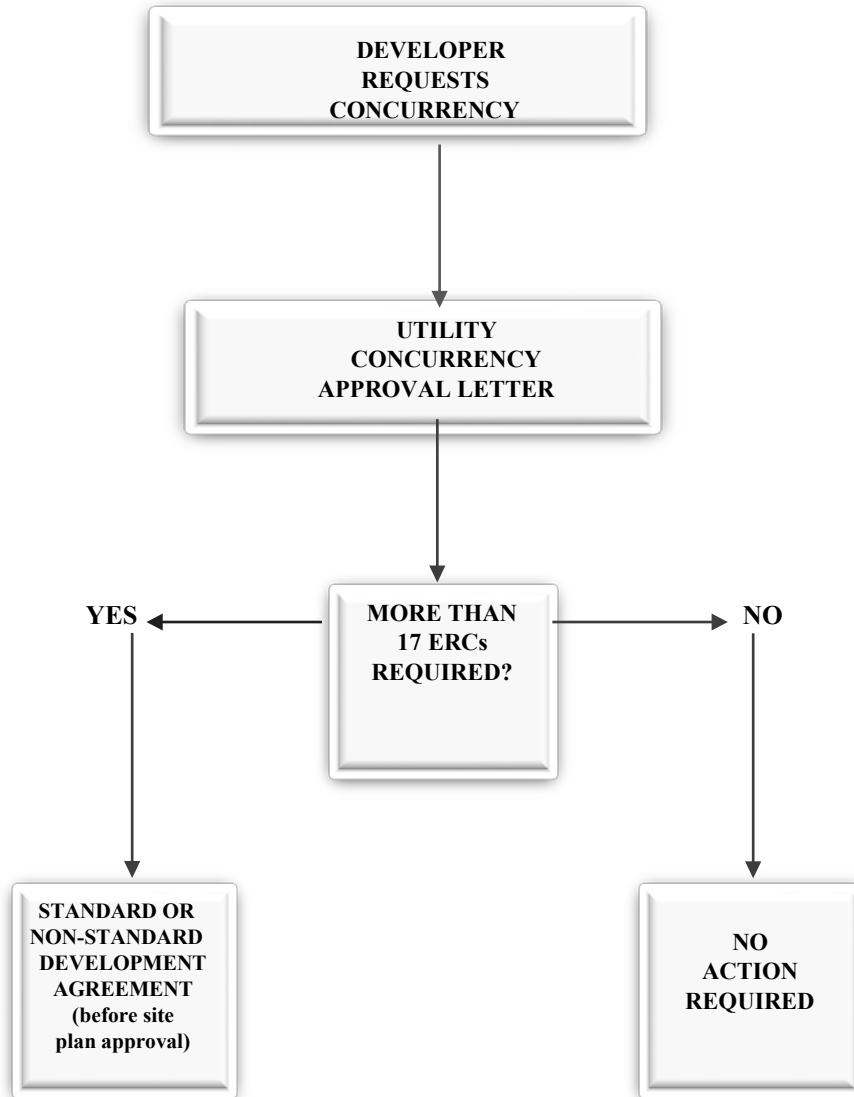 DEVELOPER
REQUESTS
CONCURRENCY
UTILITY
CONCURRENCY
APPROVAL LETTER
YES
MORE THAN
17 ERCs
REQUIRED?
NO
STANDARD OR
NON-STANDARD
DEVELOPMENT
AGREEMENT
(before site
plan approval)
NO
ACTION
REQUIRED